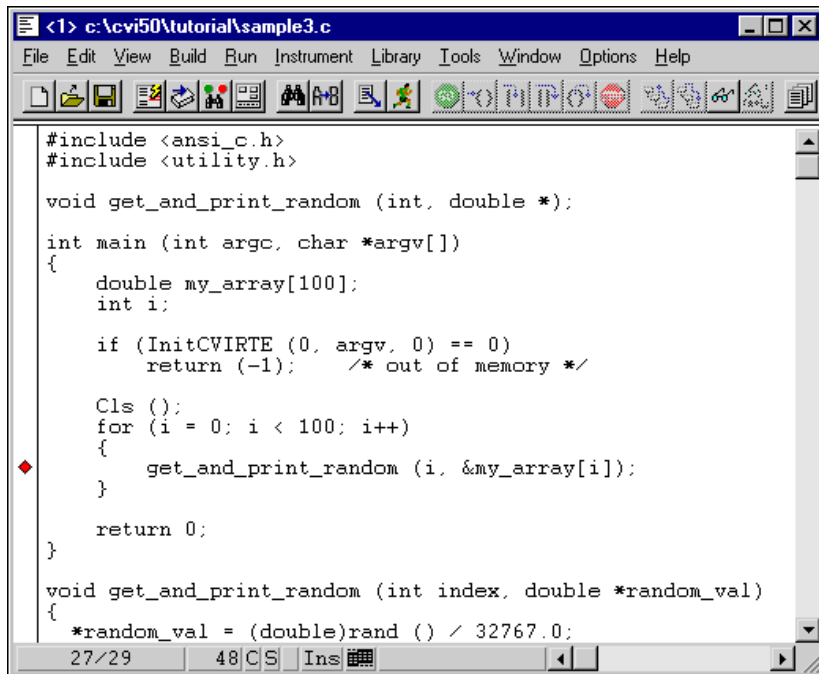 <1> c:\cvi50\tutorial\sample3.c
File Edit View Build Run Instrument Library Tools Window Options Help
#include <ansi_c.h>
#include <utility.h>
void get_and_print_random (int, double *);
int main (int argc, char *argv[])
{
double my_array[100];
int i;
if (InitCVIRTE (0, argv, 0) == 0)
return (-1); /* out of memory */
Cls ();
for (i = 0; i < 100; i++)
{
get_and_print_random (i, &my_array[i]);
}
return 0;
}
void get_and_print_random (int index, double *random_val)
{
*random_val = (double)rand () / 32767.0;
27/29 48 C S Ins